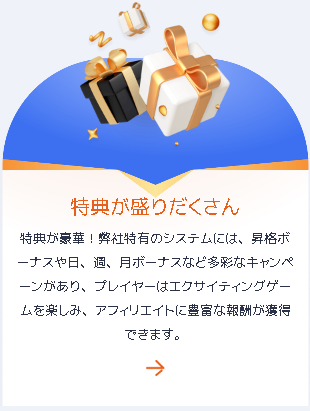 特典が盛りだくさん
特典が豪華！弊社特有のシステムには、昇格ボ
ーナスや日、週、月ボーナスなど多彩なキャンペ
ーンがあり、プレイヤーはエクサイティングゲー
ムを楽しみ、アフィリエイトに豊富な報酬が獲得
できます。